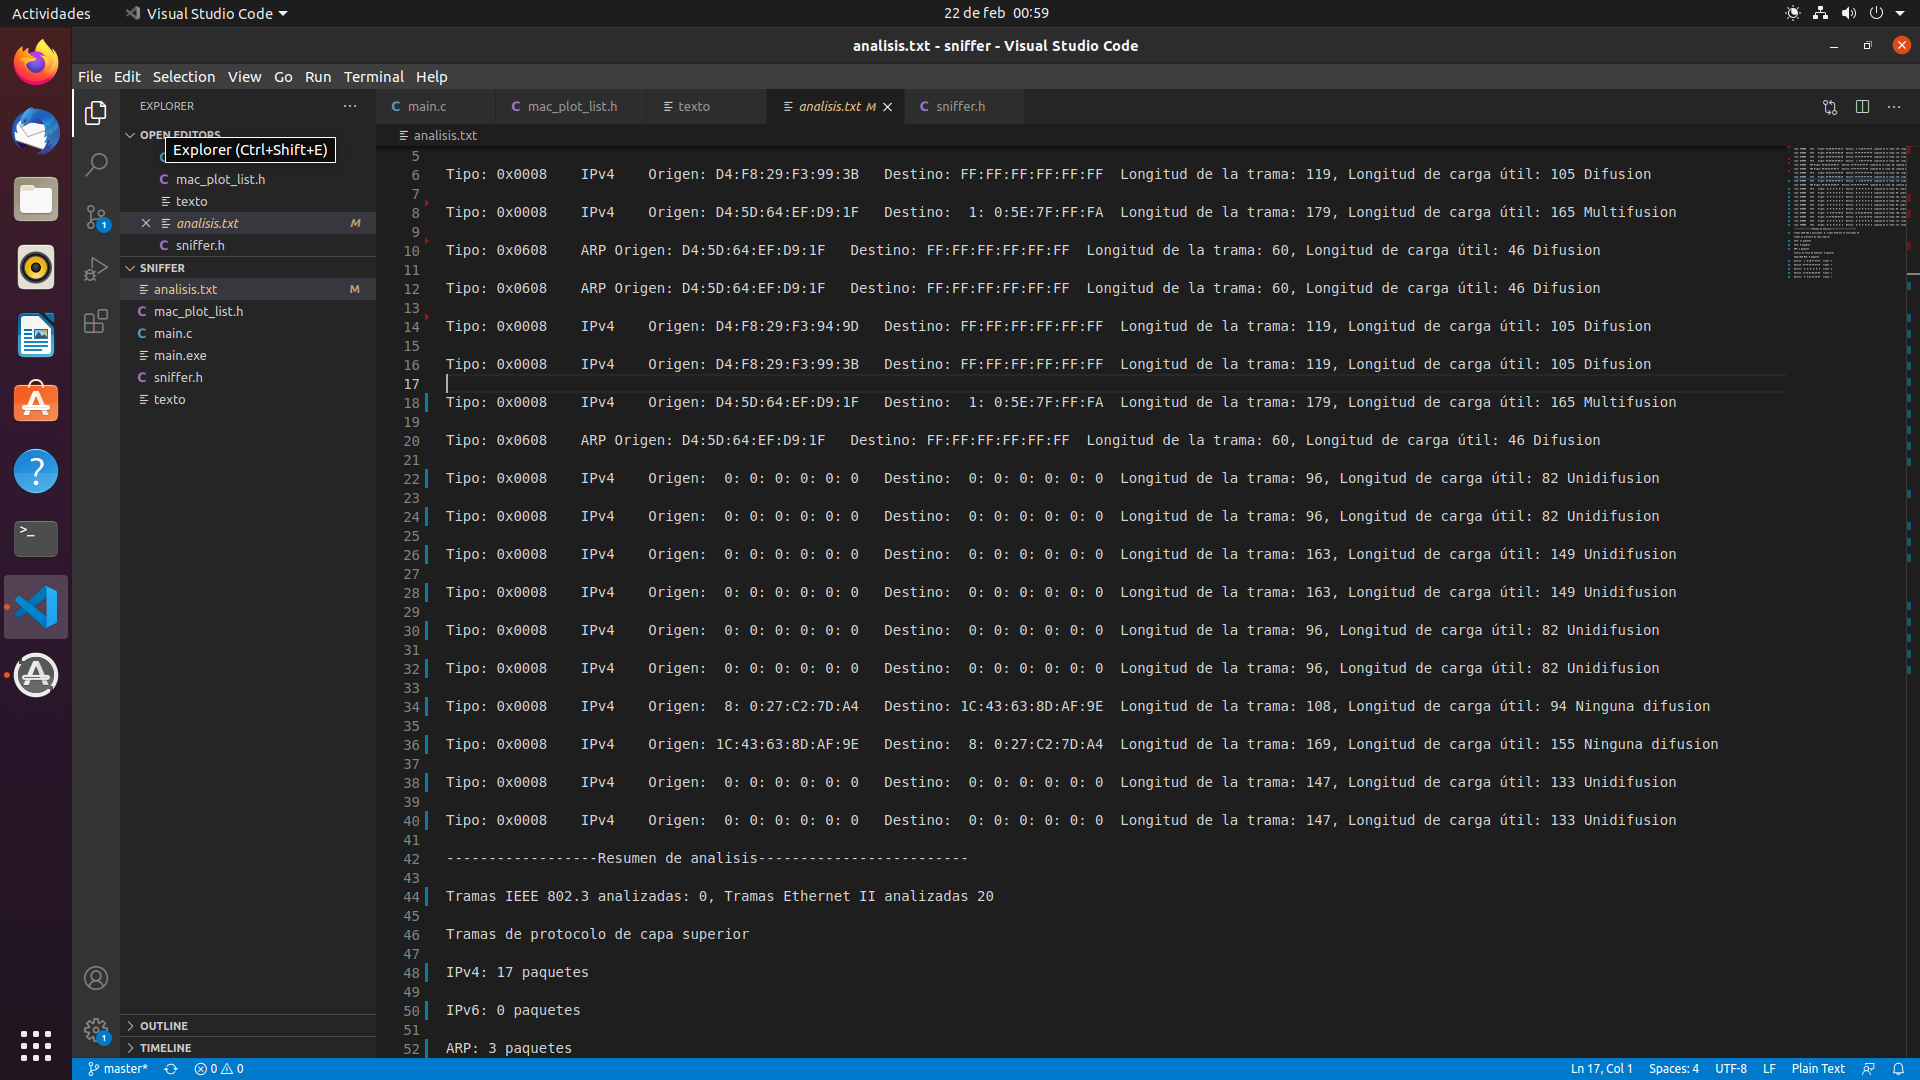 Actividades
Visual Studio Code
22 de feb 00:59
analisis.txt - sniffer - Visual Studio Code
File Edit Selection View Go Run Terminal Help
EXPLORER
OPEN EDITORS
Explorer (Ctrl+Shift+E)
mac_plot_list.h
texto
analisis.txt M
sniffer.h
SNIFFER
analisis.txt M
mac_plot_list.h
main.c
main.exe
sniffer.h
texto
OUTLINE
TIMELINE
main.c mac_plot_list.h texto analisis.txt M sniffer.h
analisis.txt
5
6 Tipo: 0x0008 IPv4 Origen: D4:F8:29:F3:99:3B Destino: FF:FF:FF:FF:FF:FF Longitud de la trama: 119, Longitud de carga útil: 105 Difusion
7
8 Tipo: 0x0008 IPv4 Origen: D4:5D:64:EF:D9:1F Destino: 1: 0:5E:7F:FF:FA Longitud de la trama: 179, Longitud de carga útil: 165 Multifusion
9
10 Tipo: 0x0608 ARP Origen: D4:5D:64:EF:D9:1F Destino: FF:FF:FF:FF:FF:FF Longitud de la trama: 60, Longitud de carga útil: 46 Difusion
11
12 Tipo: 0x0608 ARP Origen: D4:5D:64:EF:D9:1F Destino: FF:FF:FF:FF:FF:FF Longitud de la trama: 60, Longitud de carga útil: 46 Difusion
13
14 Tipo: 0x0008 IPv4 Origen: D4:F8:29:F3:94:9D Destino: FF:FF:FF:FF:FF:FF Longitud de la trama: 119, Longitud de carga útil: 105 Difusion
15
16 Tipo: 0x0008 IPv4 Origen: D4:F8:29:F3:99:3B Destino: FF:FF:FF:FF:FF:FF Longitud de la trama: 119, Longitud de carga útil: 105 Difusion
17
18 Tipo: 0x0008 IPv4 Origen: D4:5D:64:EF:D9:1F Destino: 1: 0:5E:7F:FF:FA Longitud de la trama: 179, Longitud de carga útil: 165 Multifusion
19
20 Tipo: 0x0608 ARP Origen: D4:5D:64:EF:D9:1F Destino: FF:FF:FF:FF:FF:FF Longitud de la trama: 60, Longitud de carga útil: 46 Difusion
21
22 Tipo: 0x0008 IPv4 Origen: 0: 0: 0: 0: 0: 0 Destino: 0: 0: 0: 0: 0: 0 Longitud de la trama: 96, Longitud de carga útil: 82 Unidifusion
23
24 Tipo: 0x0008 IPv4 Origen: 0: 0: 0: 0: 0: 0 Destino: 0: 0: 0: 0: 0: 0 Longitud de la trama: 96, Longitud de carga útil: 82 Unidifusion
25
26 Tipo: 0x0008 IPv4 Origen: 0: 0: 0: 0: 0: 0 Destino: 0: 0: 0: 0: 0: 0 Longitud de la trama: 163, Longitud de carga útil: 149 Unidifusion
27
28 Tipo: 0x0008 IPv4 Origen: 0: 0: 0: 0: 0: 0 Destino: 0: 0: 0: 0: 0: 0 Longitud de la trama: 163, Longitud de carga útil: 149 Unidifusion
29
30 Tipo: 0x0008 IPv4 Origen: 0: 0: 0: 0: 0: 0 Destino: 0: 0: 0: 0: 0: 0 Longitud de la trama: 96, Longitud de carga útil: 82 Unidifusion
31
32 Tipo: 0x0008 IPv4 Origen: 0: 0: 0: 0: 0: 0 Destino: 0: 0: 0: 0: 0: 0 Longitud de la trama: 96, Longitud de carga útil: 82 Unidifusion
33
34 Tipo: 0x0008 IPv4 Origen: 8: 0:27:C2:7D:A4 Destino: 1C:43:63:8D:AF:9E Longitud de la trama: 108, Longitud de carga útil: 94 Ninguna difusion
35
36 Tipo: 0x0008 IPv4 Origen: 1C:43:63:8D:AF:9E Destino: 8: 0:27:C2:7D:A4 Longitud de la trama: 169, Longitud de carga útil: 155 Ninguna difusion
37
38 Tipo: 0x0008 IPv4 Origen: 0: 0: 0: 0: 0: 0 Destino: 0: 0: 0: 0: 0: 0 Longitud de la trama: 147, Longitud de carga útil: 133 Unidifusion
39
40 Tipo: 0x0008 IPv4 Origen: 0: 0: 0: 0: 0: 0 Destino: 0: 0: 0: 0: 0: 0 Longitud de la trama: 147, Longitud de carga útil: 133 Unidifusion
41
42 ------------------Resumen de analisis-------------------------
43
44 Tramas IEEE 802.3 analizadas: 0, Tramas Ethernet II analizadas 20
45
46 Tramas de protocolo de capa superior
47
48 IPv4: 17 paquetes
49
50 IPv6: 0 paquetes
51
52 ARP: 3 paquetes
master* 0 0 Ln 17, Col 1 Spaces: 4 UTF-8 LF Plain Text